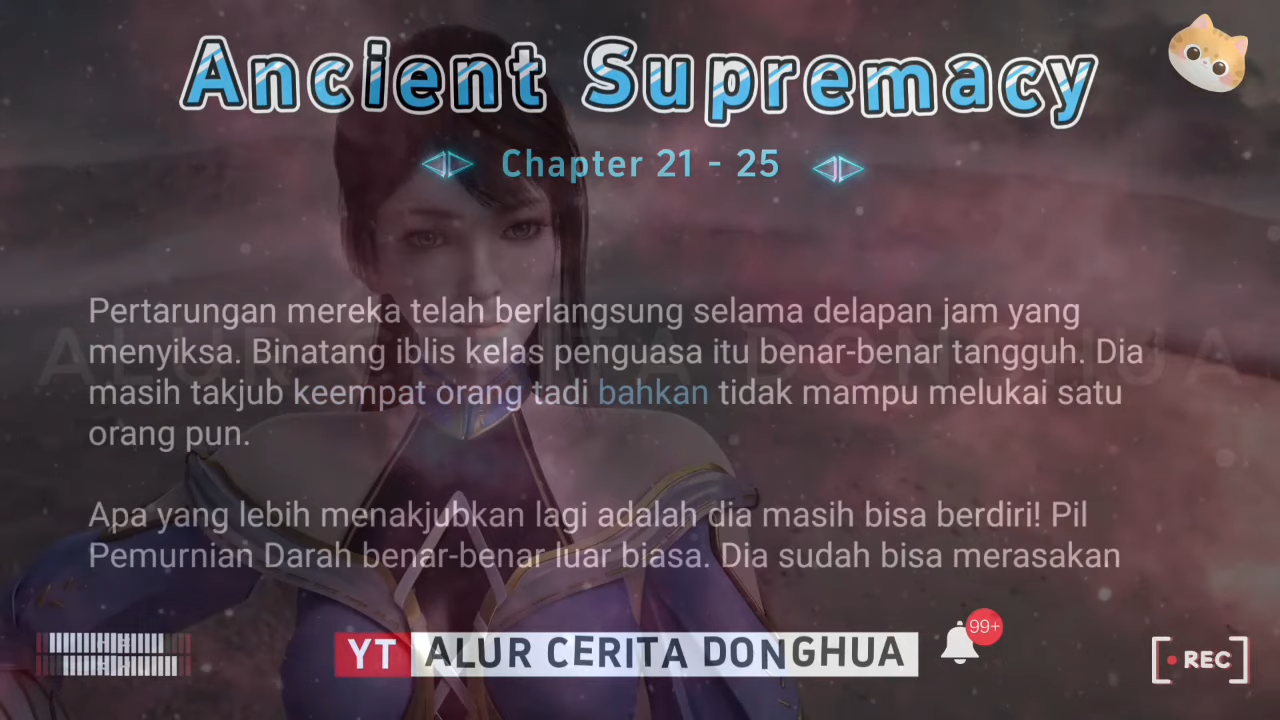 Ancient Supremacy
Chapter 21 - 25
Pertarungan mereka telah berlangsung selama delapan jam yang
menyiksa. Binatang iblis kelas penguasa itu benar-benar tangguh. Dia
masih takjub keempat orang tadi bahkan tidak mampu melukai satu
orang pun.
Apa yang lebih menakjubkan lagi adalah dia masih bisa berdiri! Pil
Pemurnian Darah benar-benar luar biasa. Dia sudah bisa merasakan
ALUR CERITA DONGHUA
YT ALUR CERITA DONGHUA
99+
REC